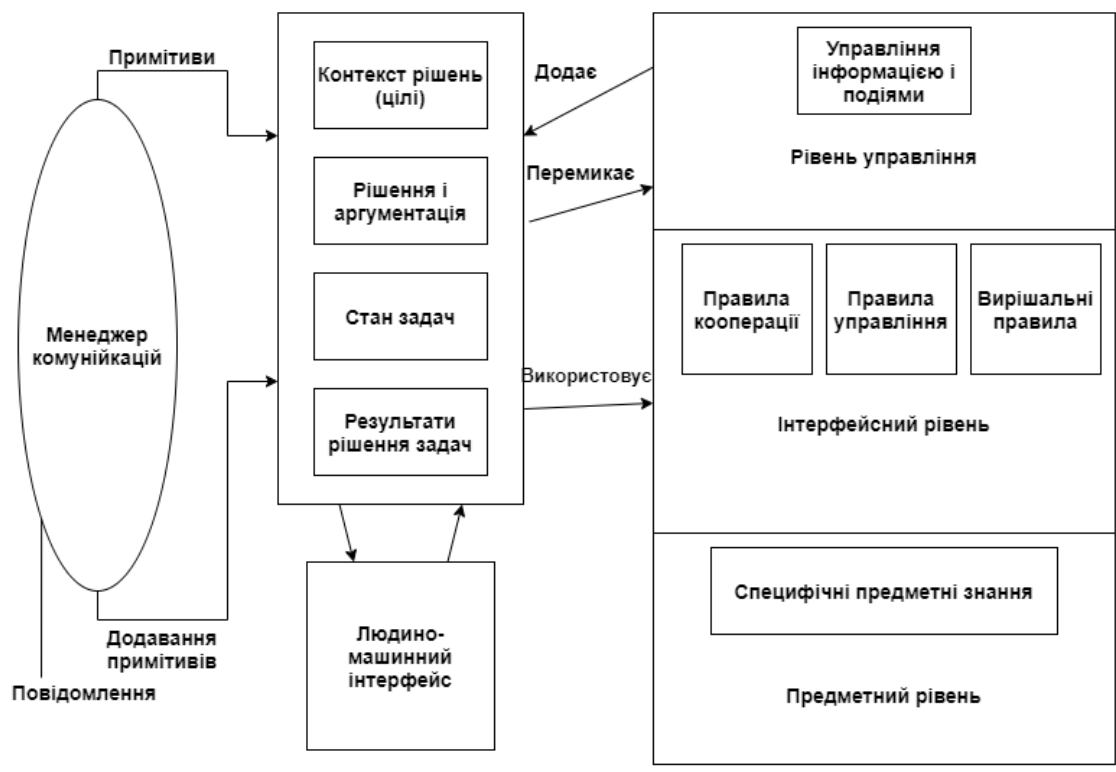 Примітиви
Менеджер
комунійкацій
Додавання
примітивів
Повідомлення
Контекст рішень
(цілі)
Рішення і
аргументація
Стан задач
Результати
рішення задач
Людино-
машинний
інтерфейс
Додає
Перемикає
Використовує
Управління
інформацією і
подіями
Рівень управління
Правила
кооперації
Правила
управління
Вирішальні
правила
Інтерфейсний рівень
Специфічні предметні знання
Предметний рівень